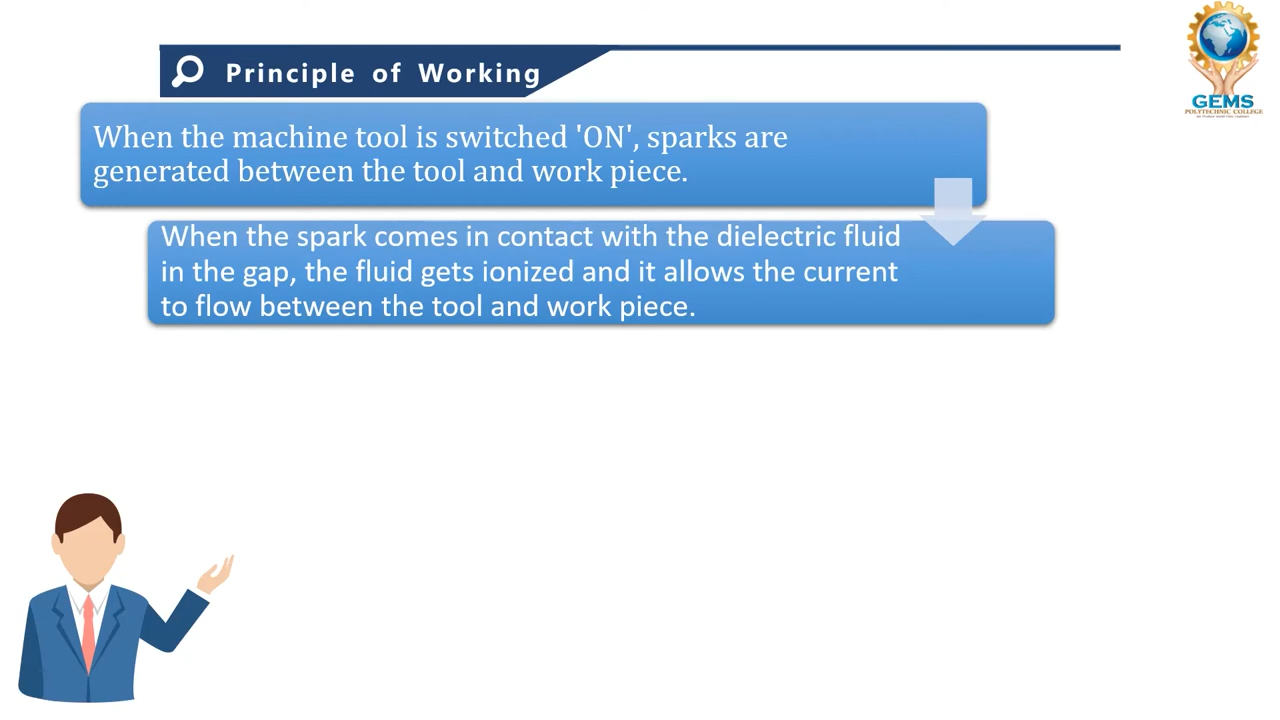 Principle of Working
GEMS
POLYTECHNIC COLLEGE
When the machine tool is switched 'ON', sparks are
generated between the tool and work piece.
When the spark comes in contact with the dielectric fluid
in the gap, the fluid gets ionized and it allows the current
to flow between the tool and work piece.